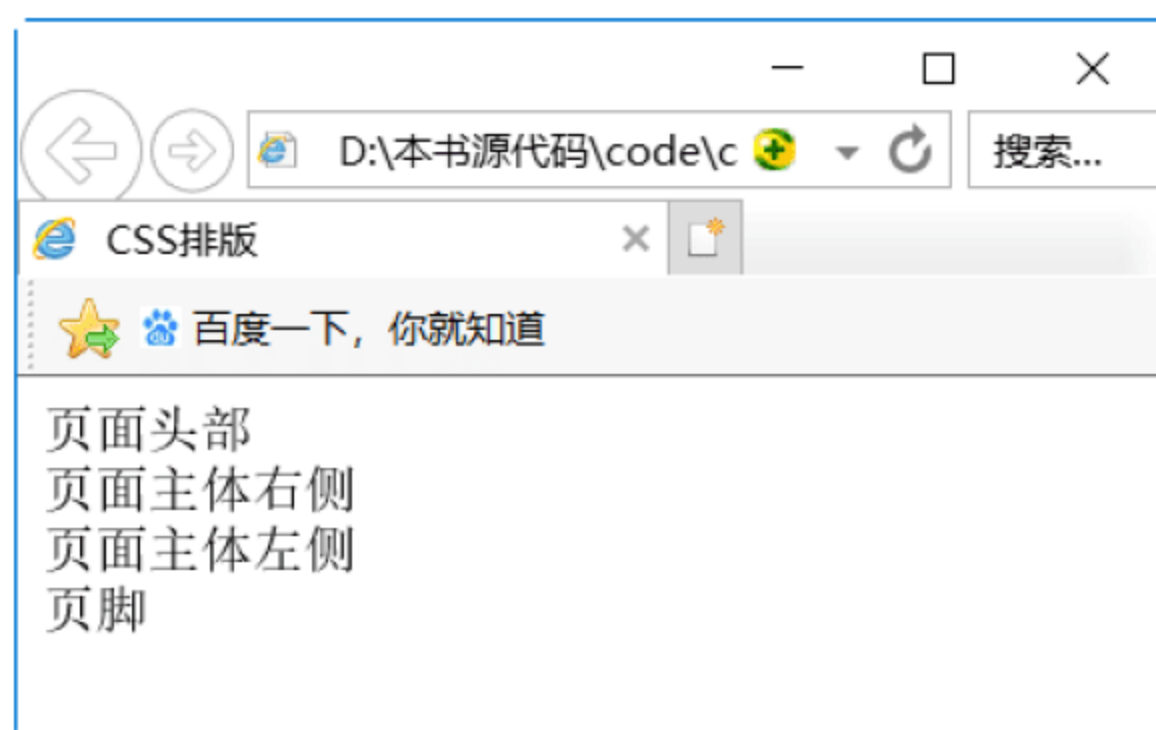 D:\本书源代码\code\c
搜索...
CSS排版
百度一下，你就知道
页面头部
页面主体右侧
页面主体左侧
页脚